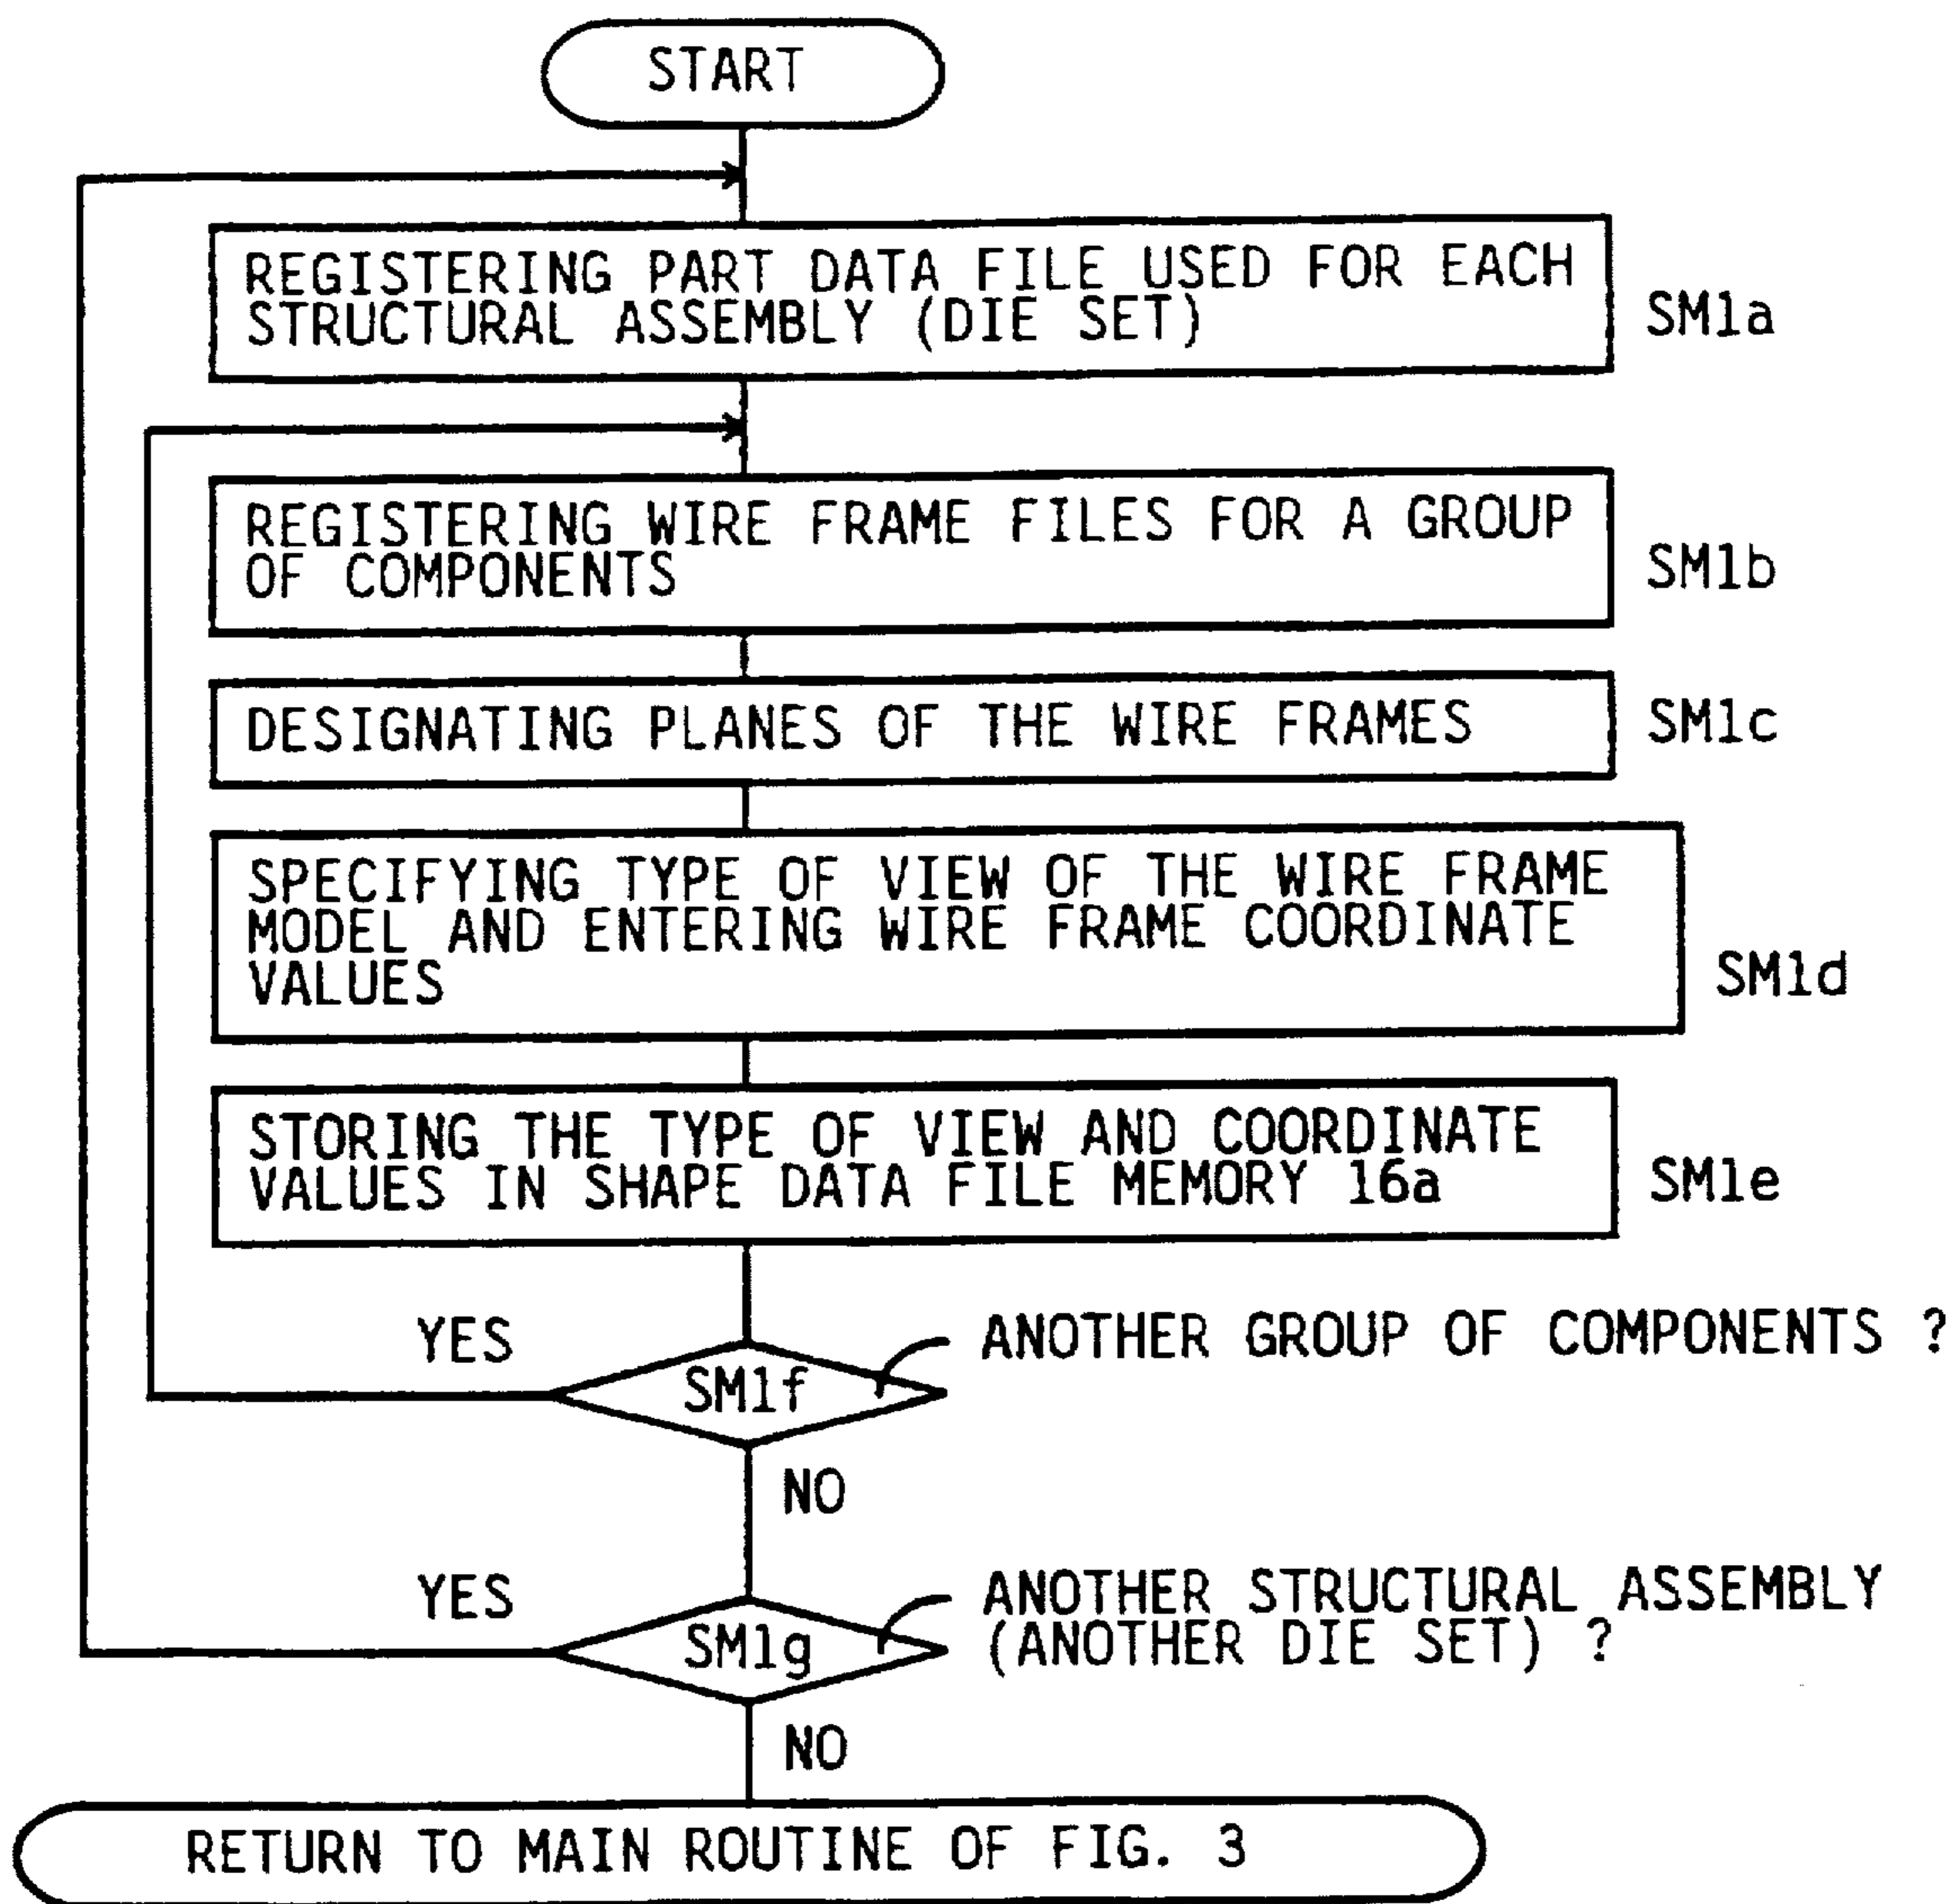 START
REGISTERING PART DATA FILE USED FOR EACH
STRUCTURAL ASSEMBLY (DIE SET)
SM1a
REGISTERING WIRE FRAME FILES FOR A GROUP
OF COMPONENTS
SM1b
DESIGNATING PLANES OF THE WIRE FRAMES
SM1c
SPECIFYING TYPE OF VIEW OF THE WIRE FRAME
MODEL AND ENTERING WIRE FRAME COORDINATE
VALUES
SM1d
STORING THE TYPE OF VIEW AND COORDINATE
VALUES IN SHAPE DATA FILE MEMORY 16a
SM1e
YES
ANOTHER GROUP OF COMPONENTS ?
SM1f
NO
YES
ANOTHER STRUCTURAL ASSEMBLY
(ANOTHER DIE SET) ?
SM1g
NO
RETURN TO MAIN ROUTINE OF FIG. 3